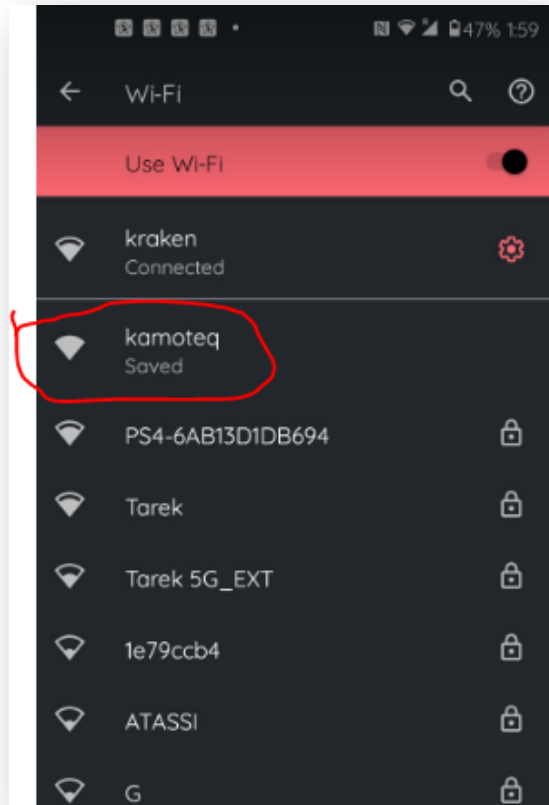 47% 1:59
Wi-Fi
Use Wi-Fi
kraken
Connected
kamoteq
Saved
PS4-6AB13D1DB694
Tarek
Tarek 5G_EXT
1e79ccb4
ATASSI
G